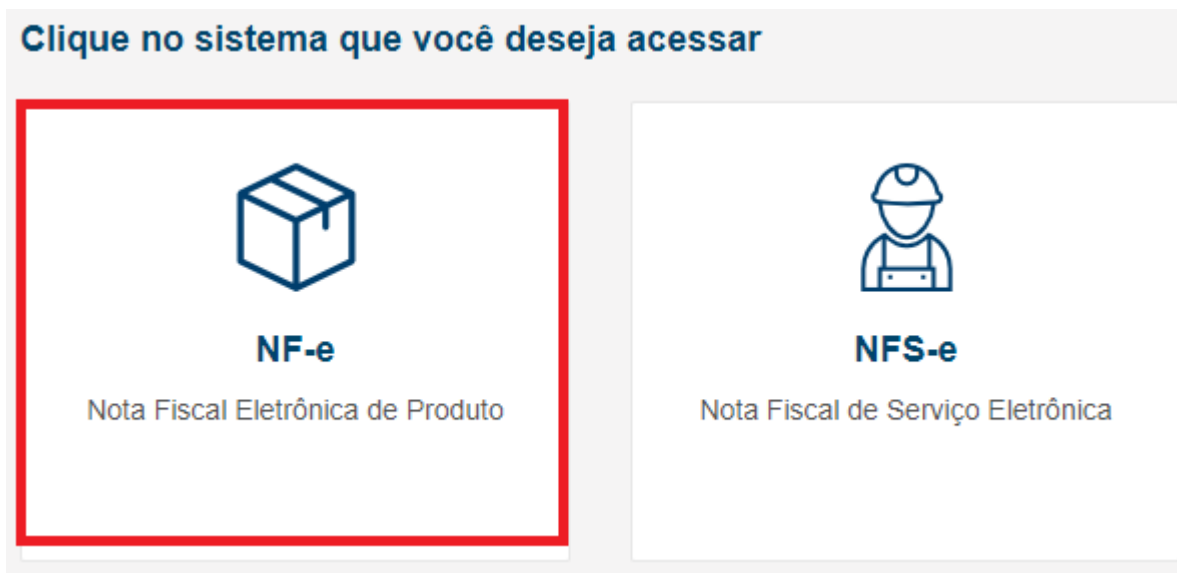 Clique no sistema que você deseja acessar
NF-e
Nota Fiscal Eletrônica de Produto
NFS-e
Nota Fiscal de Serviço Eletrônica